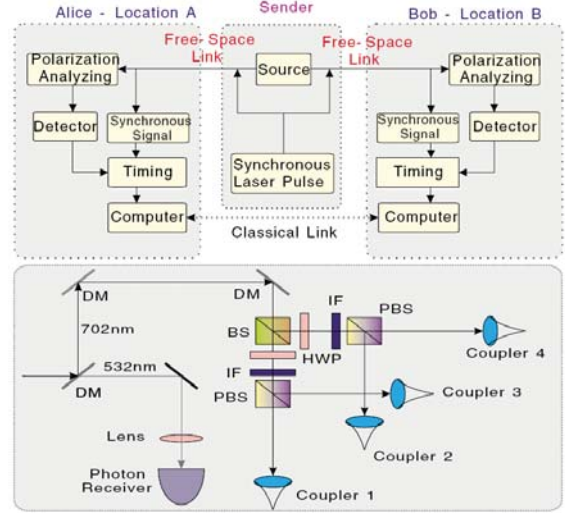 Alice - Location A
Sender
Bob - Location B
Free- Space
Link
Free- Space
Link
Polarization
Analyzing
Source
Polarization
Analyzing
Detector
Synchronous
Signal
Synchronous
Signal
Detector
Timing
Synchronous
Laser Pulse
Timing
Computer
Computer
Classical Link
DM
DM
IF
PBS
702nm
BS
HWP
Coupler 4
532nm
DM
IF
PBS
Coupler 3
Lens
Coupler 2
Photon
Receiver
Coupler 1